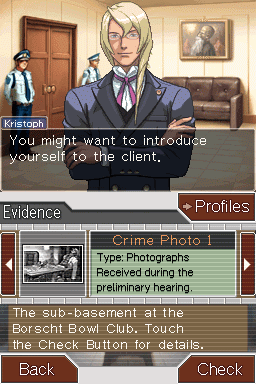 Kristoph
You might want to introduce
yourself to the client.
Evidence
Profiles
Crime Photo 1
Type: Photographs
Received during the
preliminary hearing.
The sub-basement at the
Borscht Bowl Club. Touch
the Check Button for details.
Back
Check